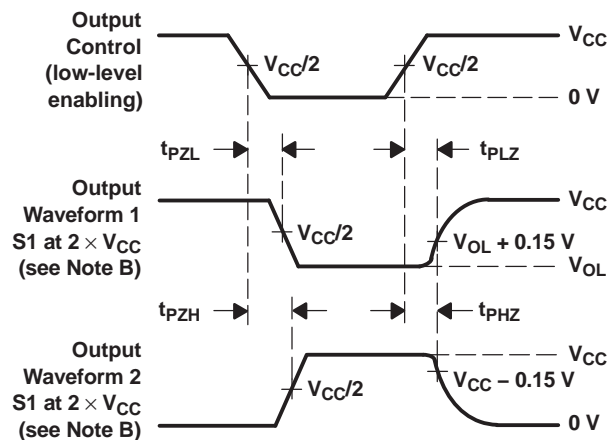 Output
Control
(low-level
enabling)
VCC
VCC/2
VCC/2
0 V
tPZL
tPLZ
Output
Waveform 1
S1 at 2 × VCC
(see Note B)
VCC
VCC/2
VOL + 0.15 V
VOL
tPZH
tPHZ
Output
Waveform 2
S1 at 2 × VCC
(see Note B)
VCC
VCC/2
VCC − 0.15 V
0 V